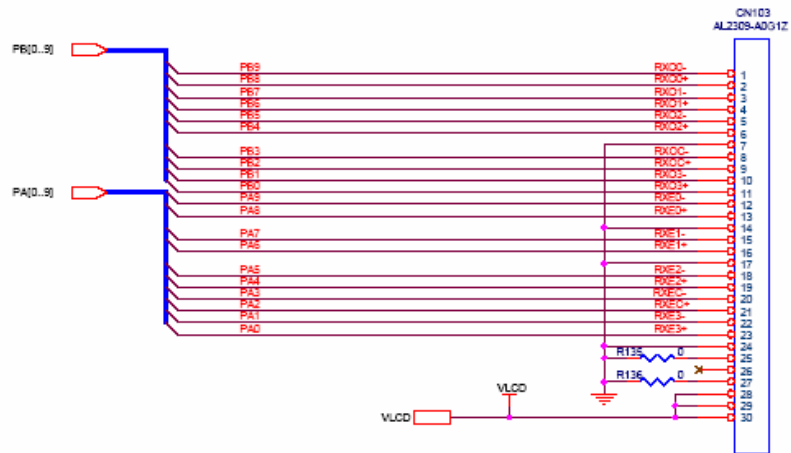 CN103
AL2309-A0G1Z
PB[0..9]
PB9 RXO0- 1
PB8 RXO0+ 2
PB7 RXO1- 3
PB6 RXO1+ 4
PB5 RXO2- 5
PB4 RXO2+ 6
7
PB3 RXOC- 8
PB2 RXOC+ 9
PB1 RXO3- 10
PB0 RXO3+ 11
PA[0..9]
PA9 RXE0- 12
PA8 RXE0+ 13
14
PA7 RXE1- 15
PA6 RXE1+ 16
17
PA5 RXE2- 18
PA4 RXE2+ 19
PA3 RXEC- 20
PA2 RXEC+ 21
PA1 RXE3- 22
PA0 RXE3+ 23
24
R135 0 25
26
R136 0 27
28
VLCD
29
VLCD 30